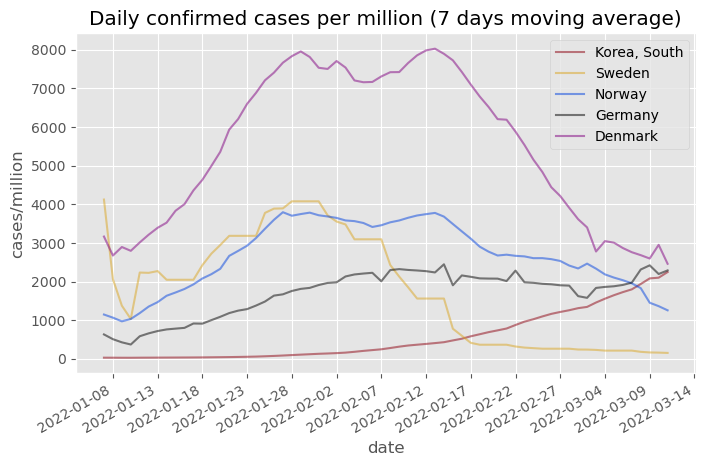 Daily confirmed cases per million (7 days moving average)
8000
7000
6000
5000
4000
3000
2000
1000
0
cases/million
Korea, South
Sweden
Norway
Germany
Denmark
2022-01-08
2022-01-13
2022-01-18
2022-01-23
2022-01-28
2022-02-02
2022-02-07
2022-02-12
2022-02-17
2022-02-22
2022-02-27
2022-03-04
2022-03-09
2022-03-14
date